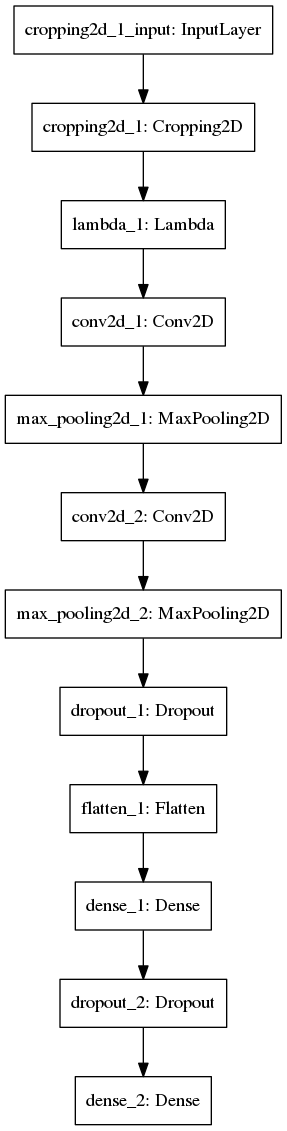 cropping2d_1_input: InputLayer
cropping2d_1: Cropping2D
lambda_1: Lambda
conv2d_1: Conv2D
max_pooling2d_1: MaxPooling2D
conv2d_2: Conv2D
max_pooling2d_2: MaxPooling2D
dropout_1: Dropout
flatten_1: Flatten
dense_1: Dense
dropout_2: Dropout
dense_2: Dense